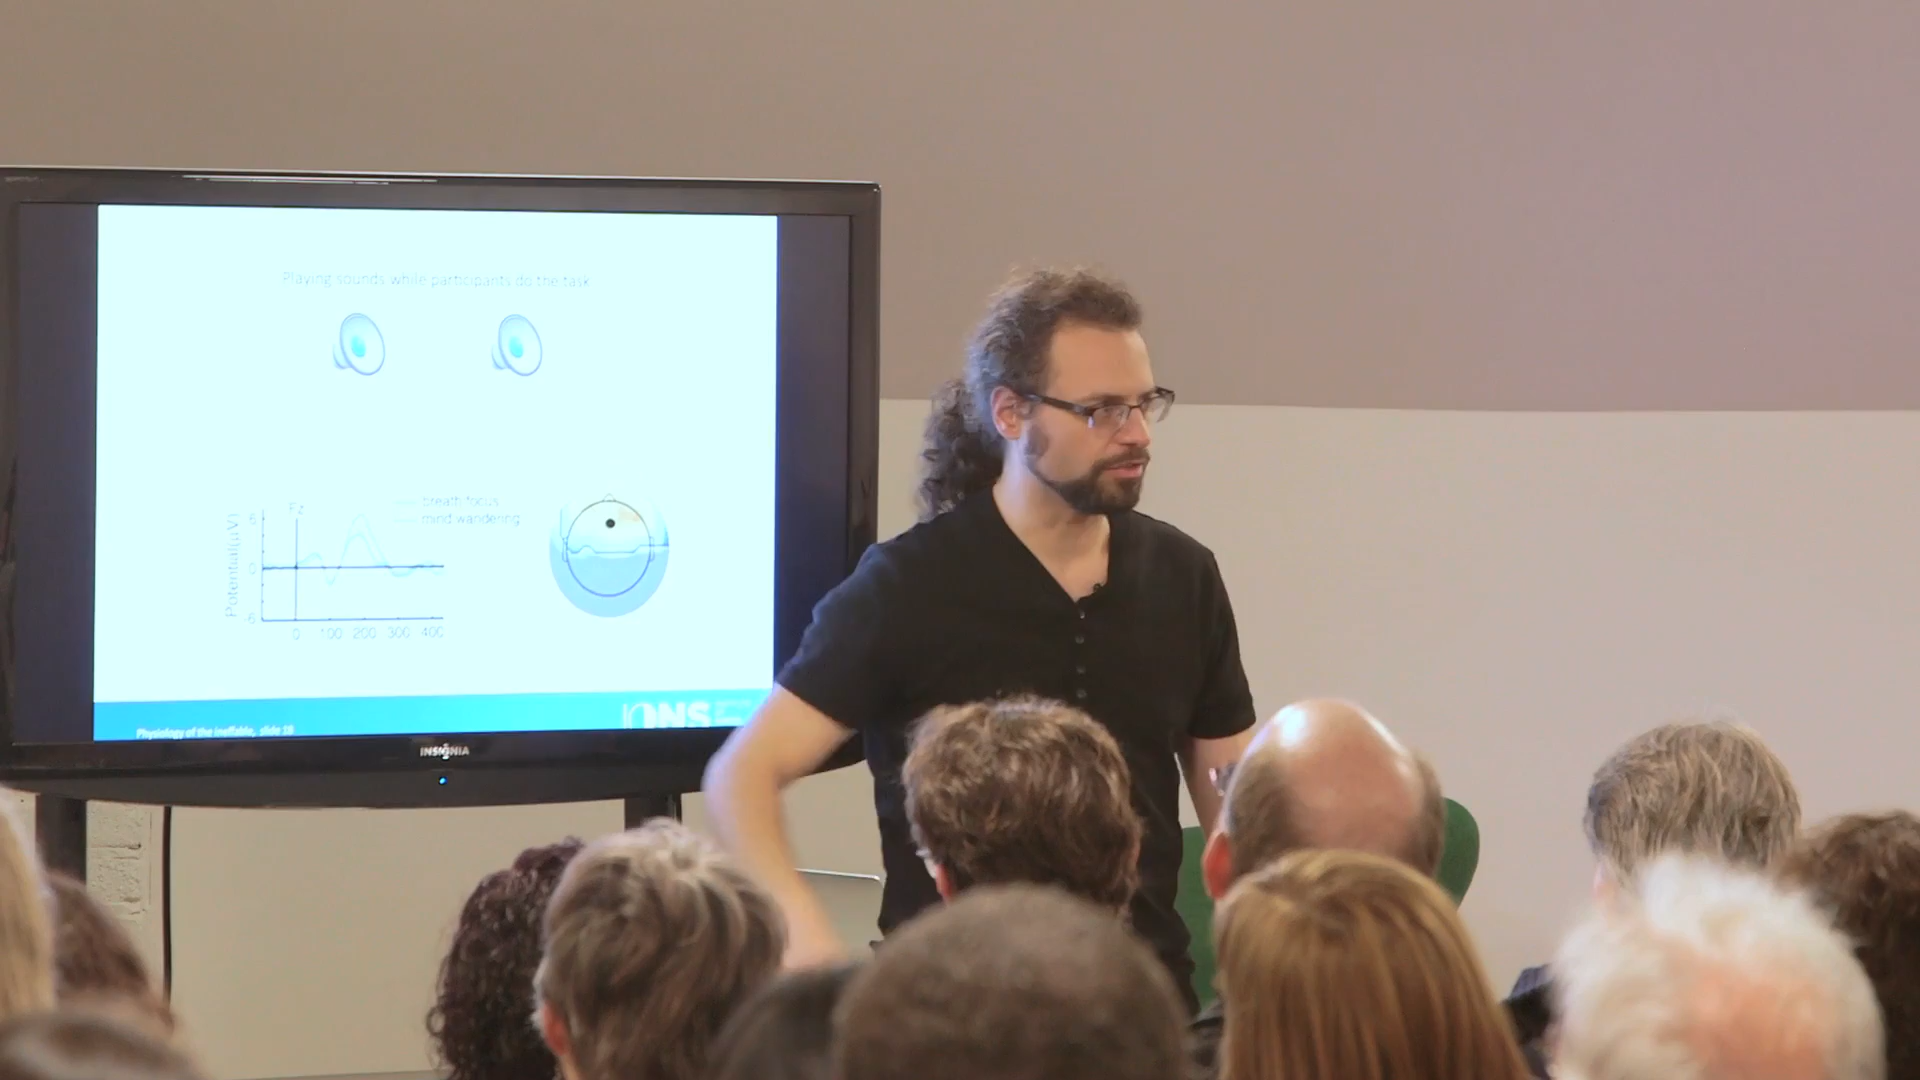 Playing sounds while participants do the task
Fz
breath focus
mind wandering
Potential(µV)
6
0
-6
0 100 200 300 400
Physiology of the ineffable, slide 18
IONS
INSIGNIA